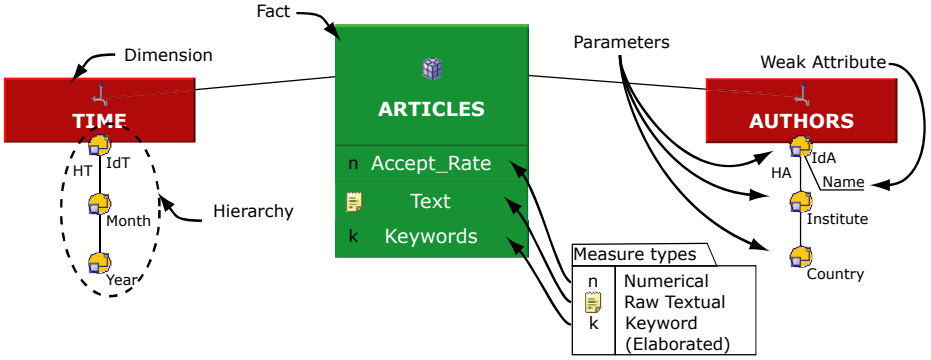 Fact
Dimension
Parameters
Weak Attribute
TIME
ARTICLES
AUTHORS
HT
IdT
Month
Year
Hierarchy
n Accept_Rate
Text
k Keywords
IdA
HA
Name
Institute
Country
Measure types
n Numerical
Raw Textual
k Keyword
(Elaborated)